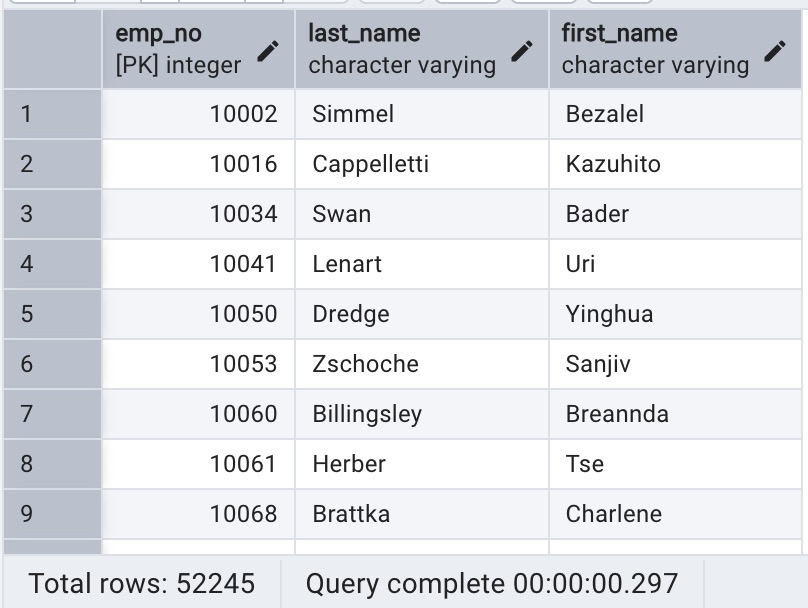 emp_no last_name first_name
[PK] integer character varying character varying
1 10002 Simmel Bezalel
2 10016 Cappelletti Kazuhito
3 10034 Swan Bader
4 10041 Lenart Uri
5 10050 Dredge Yinghua
6 10053 Zschoche Sanjiv
7 10060 Billingsley Breannda
8 10061 Herber Tse
9 10068 Brattka Charlene
Total rows: 52245 Query complete 00:00:00.297